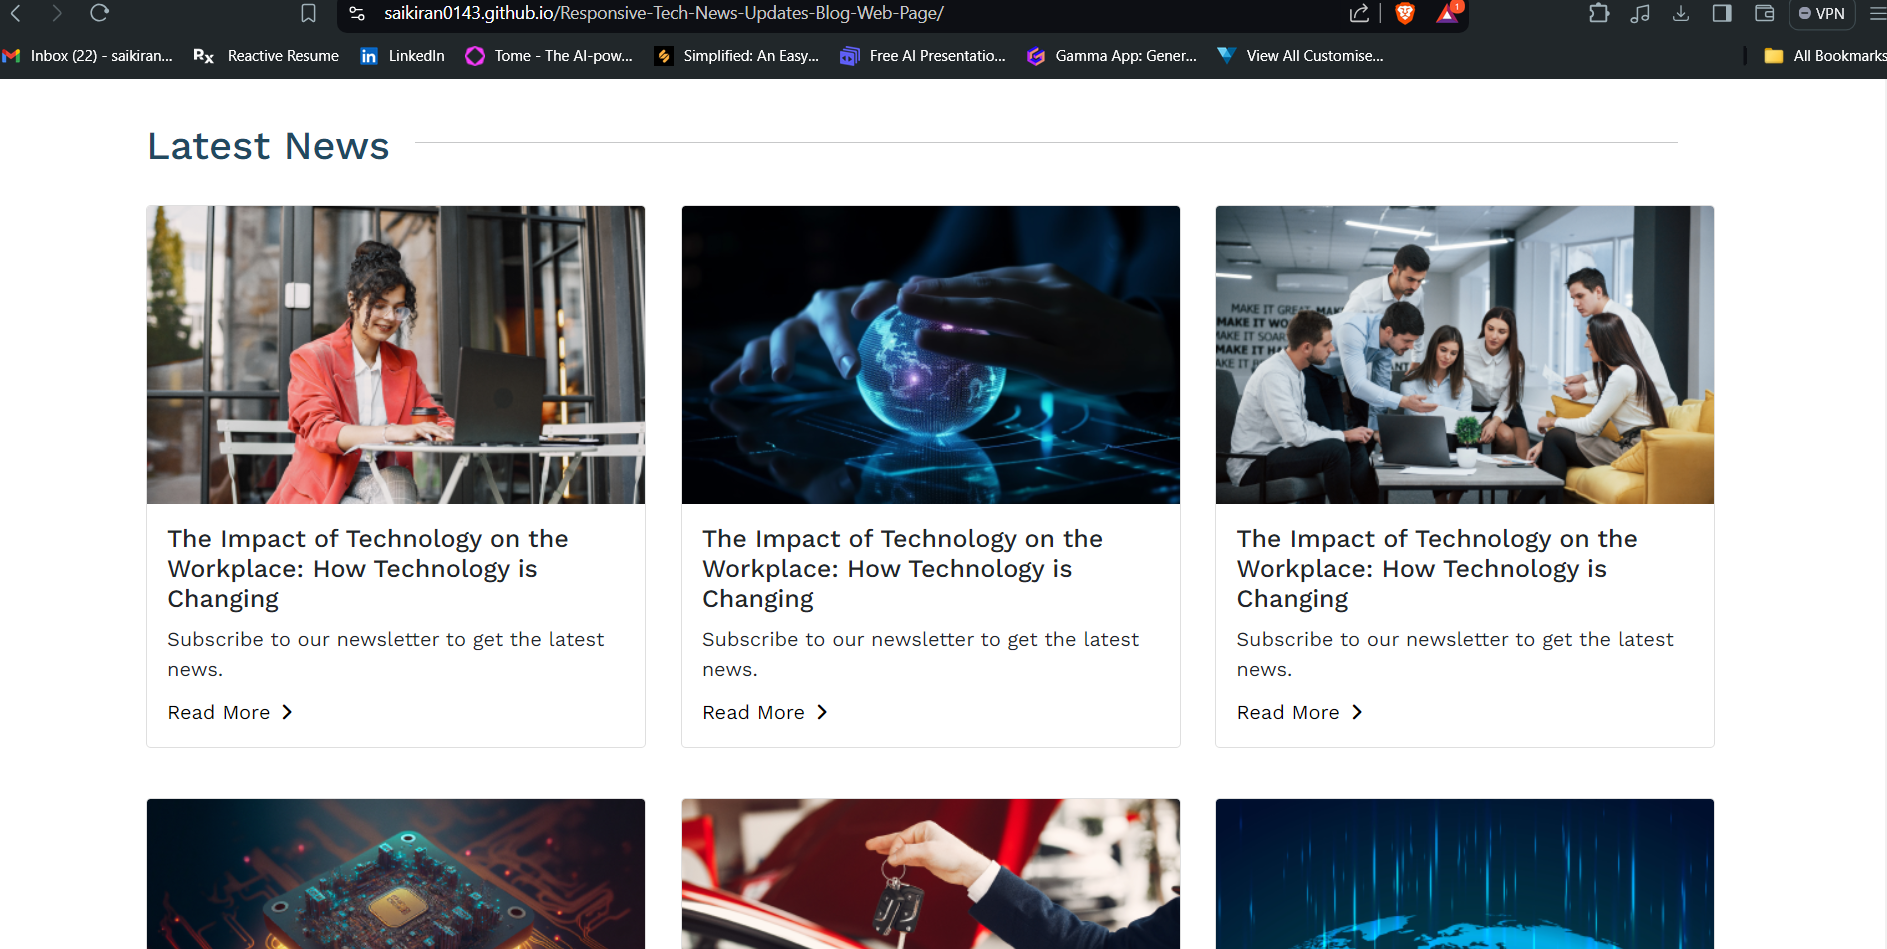 saikiran0143.github.io/Responsive-Tech-News-Updates-Blog-Web-Page/
1
VPN
Inbox (22) - saikiran...
Rx Reactive Resume
in LinkedIn
Tome - The AI-pow...
Simplified: An Easy...
Free AI Presentatio...
Gamma App: Gener...
View All Customise...
All Bookmarks
Latest News
MAKE IT GREAT
MAKE IT SOAR
The Impact of Technology on the
Workplace: How Technology is
Changing
Subscribe to our newsletter to get the latest
news.
Read More
The Impact of Technology on the
Workplace: How Technology is
Changing
Subscribe to our newsletter to get the latest
news.
Read More
The Impact of Technology on the
Workplace: How Technology is
Changing
Subscribe to our newsletter to get the latest
news.
Read More